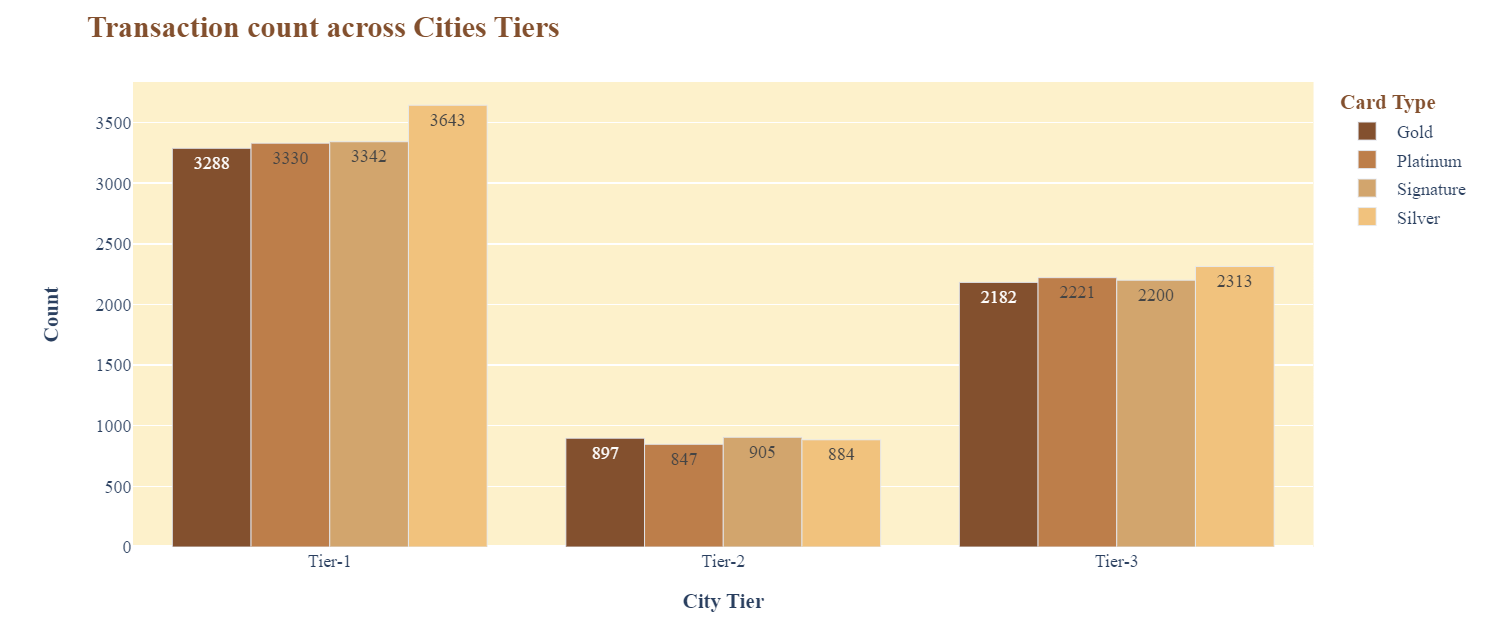 Transaction count across Cities Tiers
Card Type
Gold
Platinum
Signature
Silver
3500
3000
2500
2000
1500
1000
500
0
Count
3288
3330
3342
3643
897
847
905
884
2182
2221
2200
2313
Tier-1
Tier-2
Tier-3
City Tier